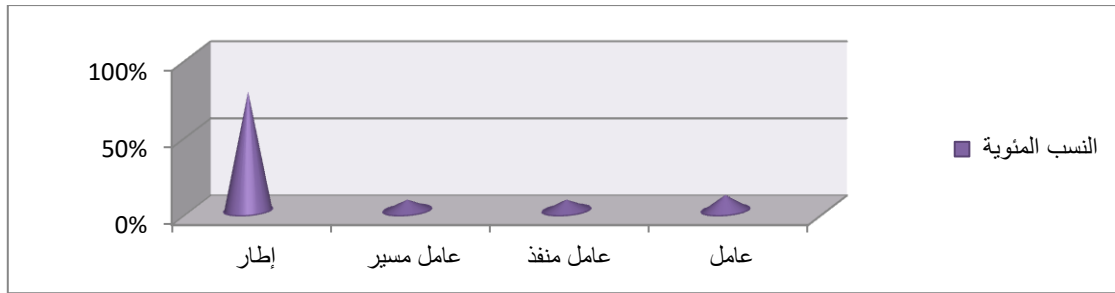 100%
50%
0%
إطار
عامل مسير
عامل منفذ
عامل
النسب المئوية